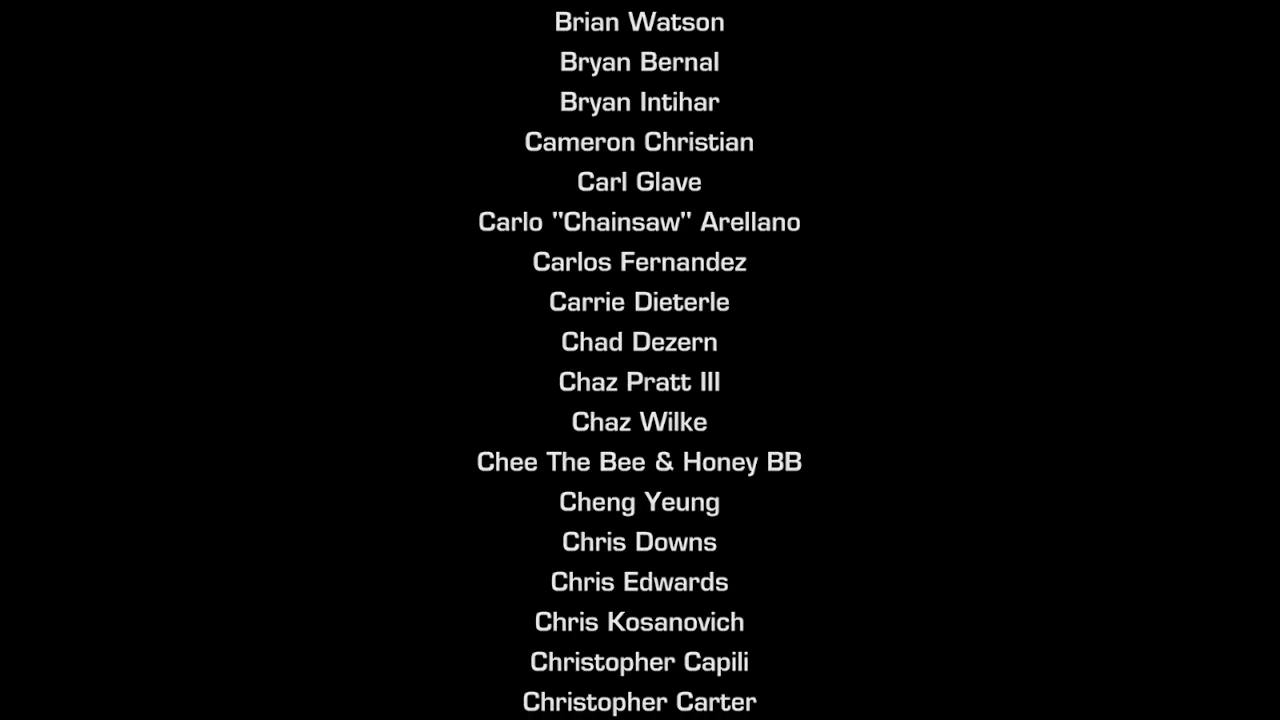 Brian Watson
Bryan Bernal
Bryan Intihar
Cameron Christian
Carl Glave
Carlo "Chainsaw" Arellano
Carlos Fernandez
Carrie Dieterle
Chad Dezern
Chaz Pratt III
Chaz Wilke
Chee The Bee & Honey BB
Cheng Yeung
Chris Downs
Chris Edwards
Chris Kosanovich
Christopher Capili
Christopher Carter